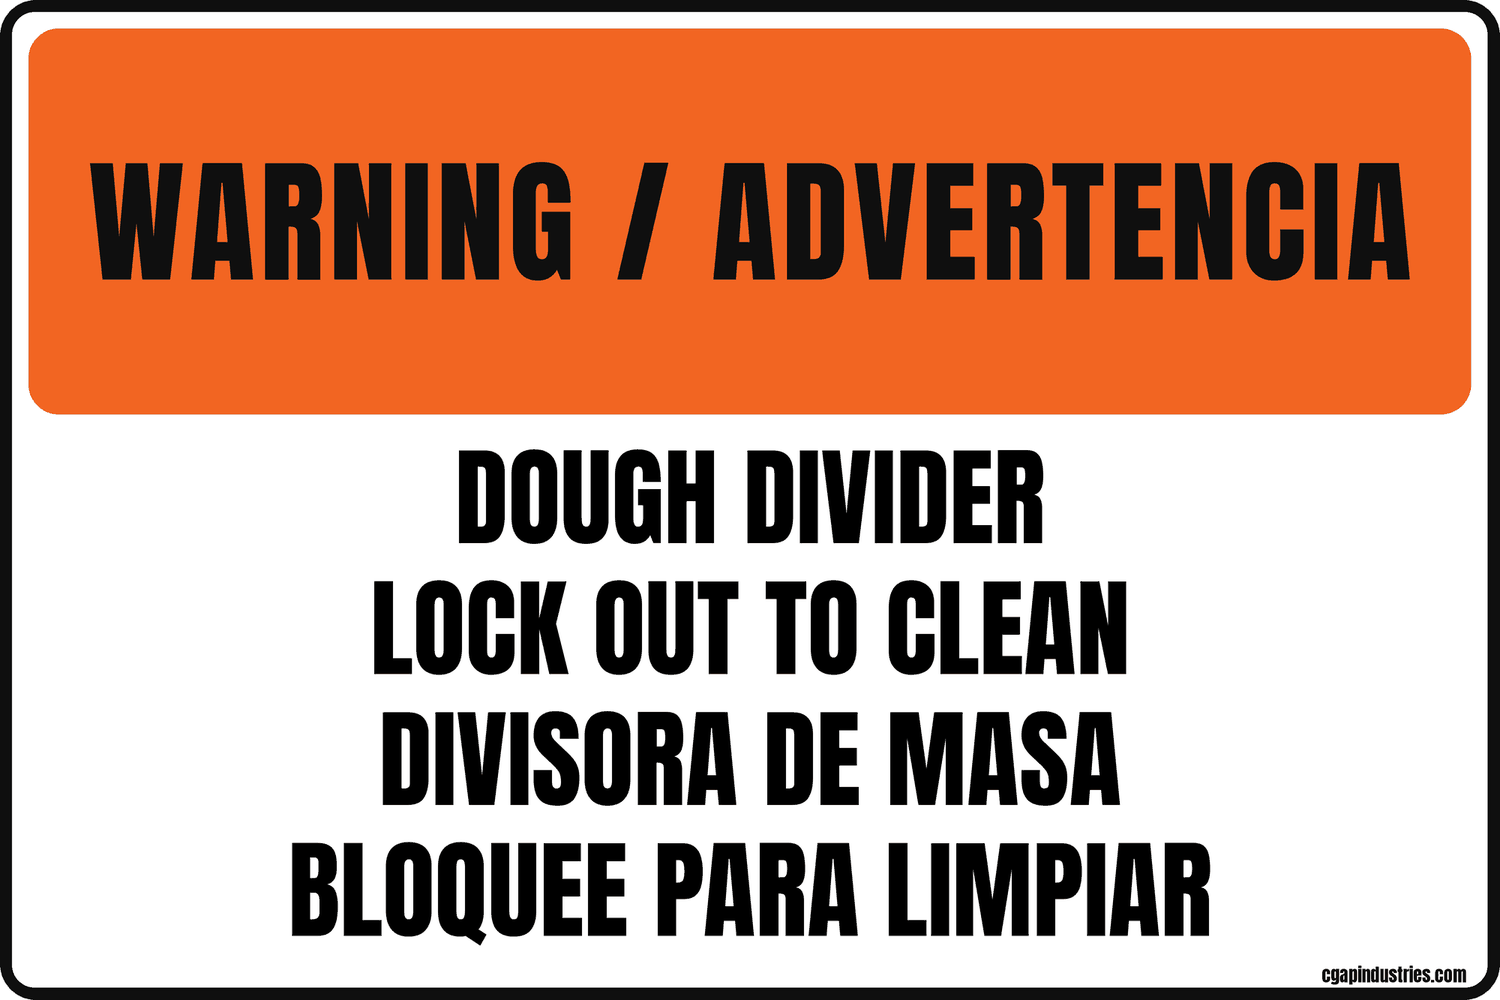 WARNING / ADVERTENCIA
DOUGH DIVIDER
LOCK OUT TO CLEAN
DIVISORA DE MASA
BLOQUEE PARA LIMPIAR
cgapindustries.com